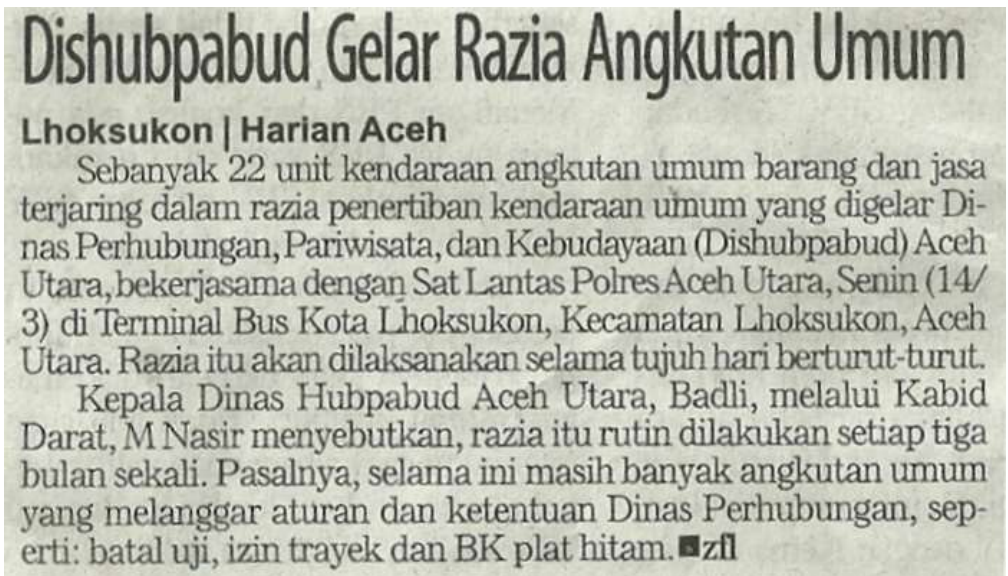 Dishubpabud Gelar Razia Angkutan Umum
Lhoksukon | Harian Aceh
Sebanyak 22 unit kendaraan angkutan umum barang dan jasa
terjaring dalam razia penertiban kendaraan umum yang digelar Di-
nas Perhubungan, Pariwisata, dan Kebudayaan (Dishubpabud) Aceh
Utara, bekerjasama dengan Sat Lantas Polres Aceh Utara, Senin (14/
3) di Terminal Bus Kota Lhoksukon, Kecamatan Lhoksukon, Aceh
Utara. Razia itu akan dilaksanakan selama tujuh hari berturut-turut.
Kepala Dinas Hubpabud Aceh Utara, Badli, melalui Kabid
Darat, M Nasir menyebutkan, razia itu rutin dilakukan setiap tiga
bulan sekali. Pasalnya, selama ini masih banyak angkutan umum
yang melanggar aturan dan ketentuan Dinas Perhubungan, sep-
erti: batal uji, izin trayek dan BK plat hitam. ■zfl